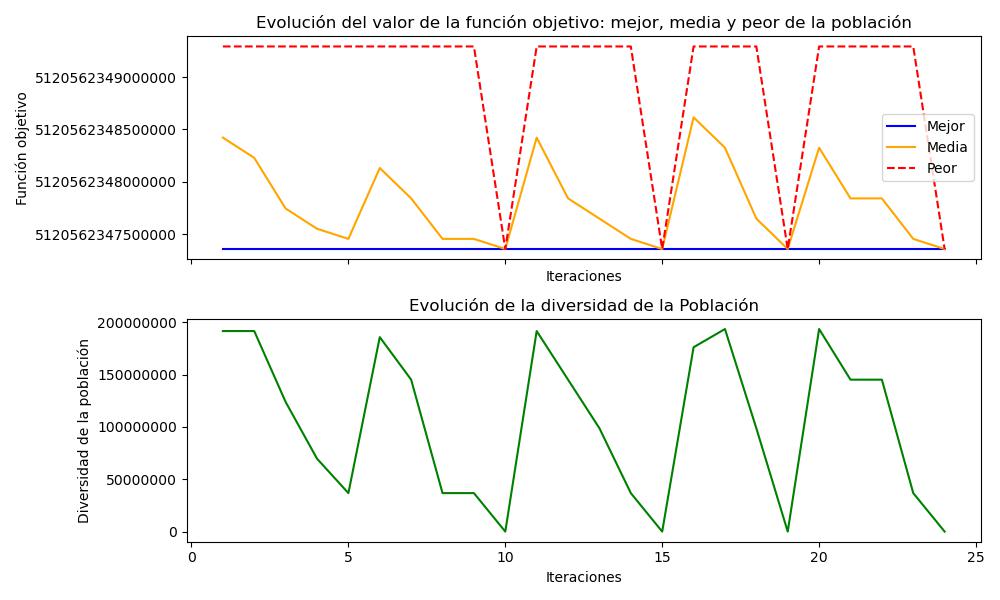 Evolución del valor de la función objetivo: mejor, media y peor de la población
Función objetivo
5120562349000000
5120562348500000
5120562348000000
5120562347500000
Mejor
Media
Peor
Iteraciones
Evolución de la diversidad de la Población
Diversidad de la población
200000000
150000000
100000000
50000000
0
0 5 10 15 20 25
Iteraciones